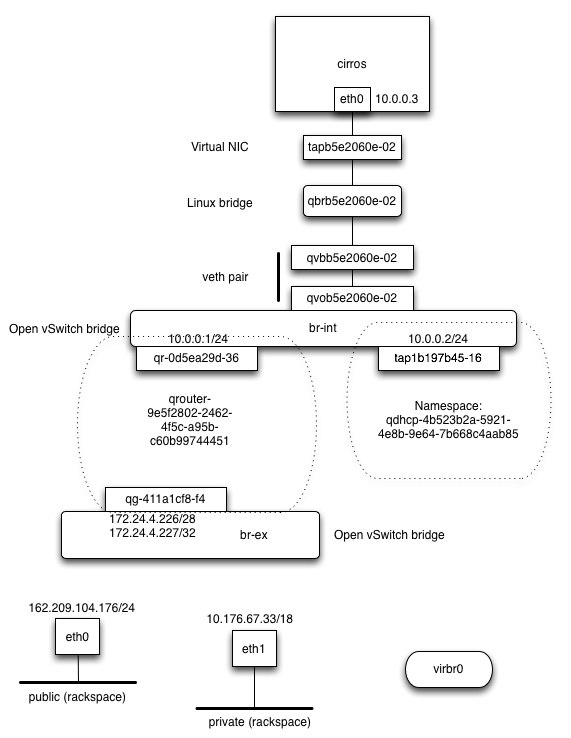 cirros
eth0 10.0.0.3
Virtual NIC
tapb5e2060e-02
Linux bridge
qbrb5e2060e-02
veth pair
qvbb5e2060e-02
qvob5e2060e-02
Open vSwitch bridge
br-int
10.0.0.1/24
10.0.0.2/24
qr-0d5ea29d-36
tap1b197b45-16
qrouter-
9e5f2802-2462-
4f5c-a95b-
c60b99744451
Namespace:
qdhcp-4b523b2a-5921-
4e8b-9e64-7b668c4aab85
qg-411a1cf8-f4
172.24.4.226/28
172.24.4.227/32
br-ex
Open vSwitch bridge
162.209.104.176/24
eth0
public (rackspace)
10.176.67.33/18
eth1
private (rackspace)
virbr0